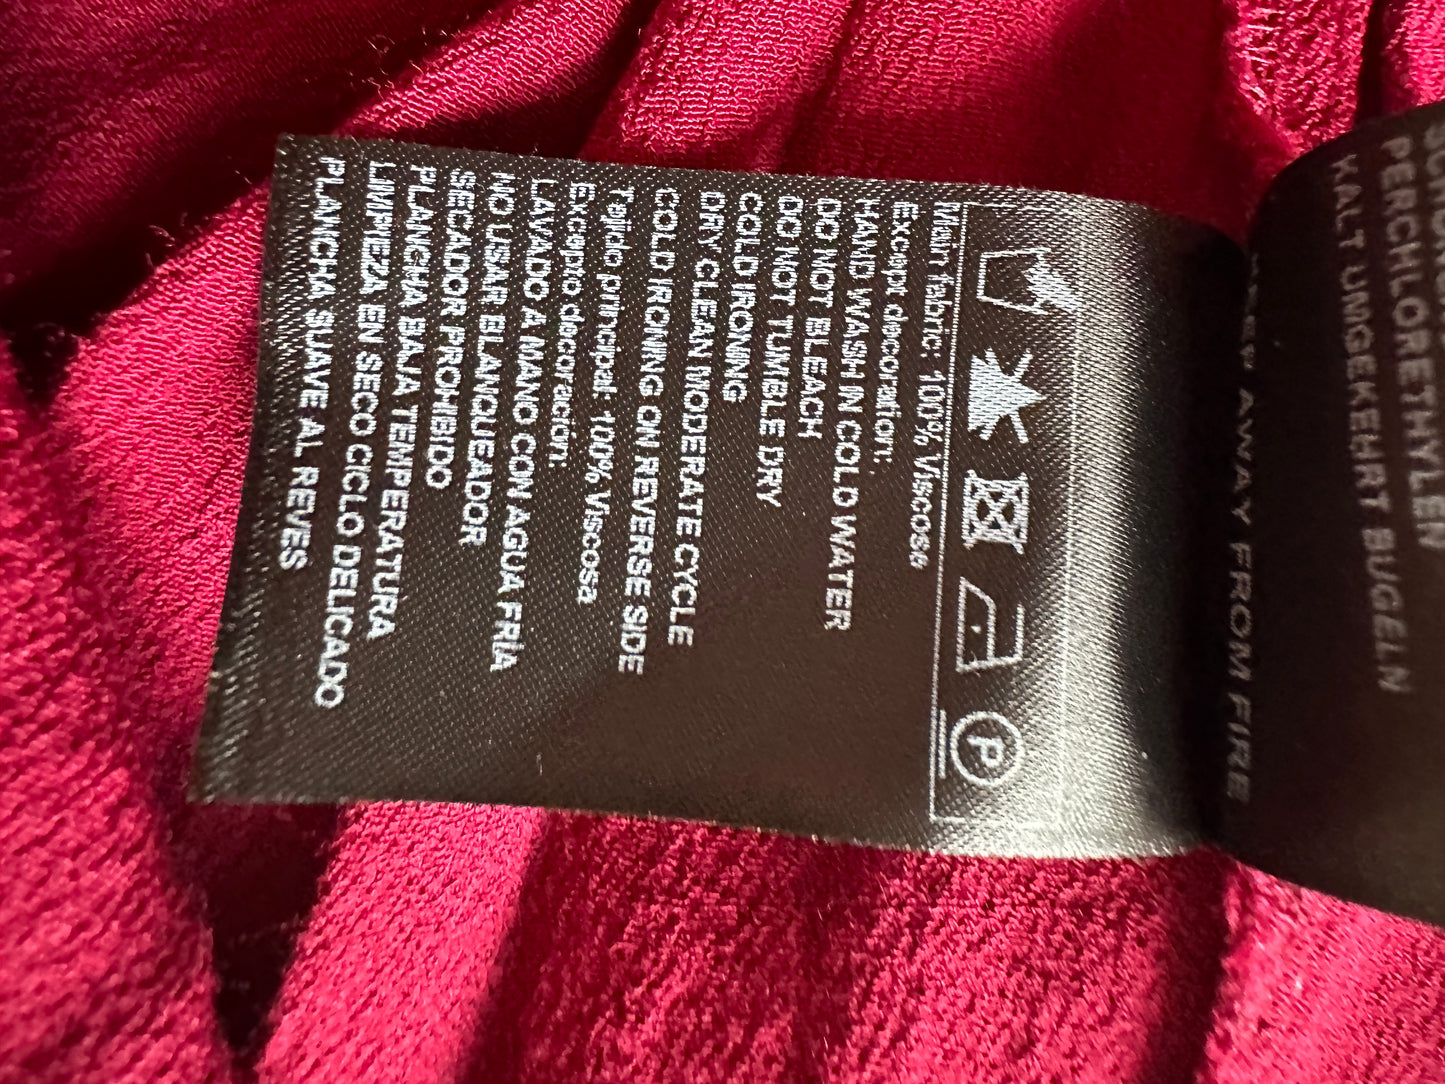 P
Main fabric: 100% Viscose
Except decoration:
HAND WASH IN COLD WATER
DO NOT BLEACH
DO NOT TUMBLE DRY
COLD IRONING
DRY CLEAN MODERATE CYCLE
COLD IRONING ON REVERSE SIDE
Tejido principal: 100% Viscosa
Excepto decoración:
LAVADO A MANO CON AGUA FRÍA
NO USAR BLANQUEADOR
SECADOR PROHIBIDO
PLANCHA BAJA TEMPERATURA
LIMPIEZA EN SECO CICLO DELICADO
PLANCHA SUAVE AL REVES
PERCHLORETHYLEN
KALT UMGEKEHRT BUGELN
AWAY FROM FIRE